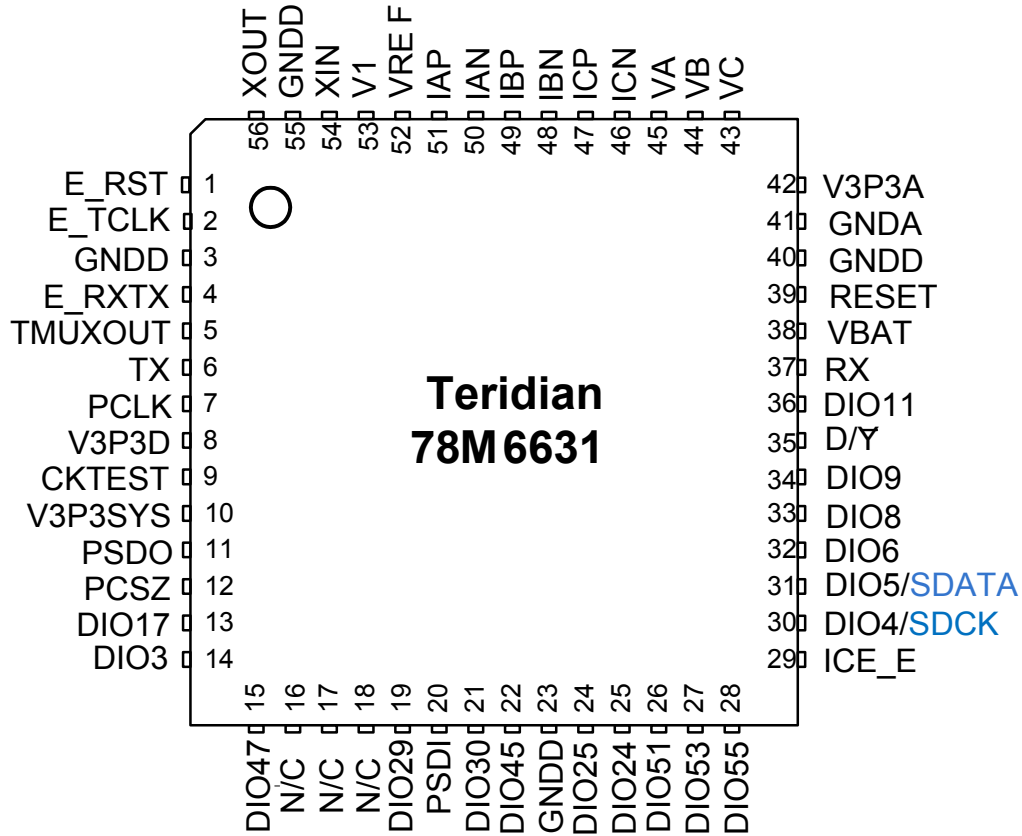 XOUT
GNDD
XIN
V1
VRE F
IAP
IAN
IBP
IBN
ICP
ICN
VA
VB
VC
56
55
54
53
52
51
50
49
48
47
46
45
44
43
E_RST 1
E_TCLK 2
GNDD 3
E_RXTX 4
TMUXOUT 5
TX 6
PCLK 7
V3P3D 8
CKTEST 9
V3P3SYS 10
PSDO 11
PCSZ 12
DIO17 13
DIO3 14
Teridian
78M 6631
42 V3P3A
41 GNDA
40 GNDD
39 RESET
38 VBAT
37 RX
36 DIO11
35 D/Y
34 DIO9
33 DIO8
32 DIO6
31 DIO5/SDATA
30 DIO4/SDCK
29 ICE_E
15
16
17
18
19
20
21
22
23
24
25
26
27
28
DIO47
N/C
N/C
N/C
DIO29
PSDI
DIO30
DIO45
GNDD
DIO25
DIO24
DIO51
DIO53
DIO55